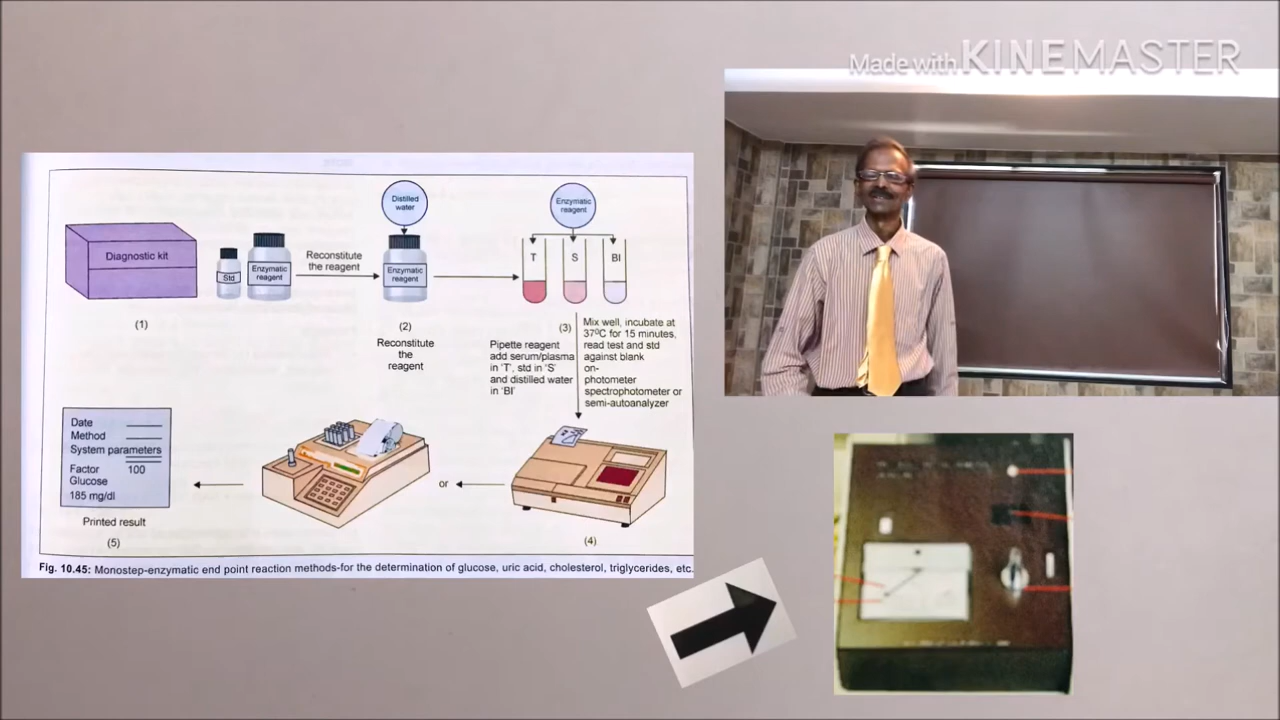 Made with KINEMASTER
Distilled
water
Enzymatic
reagent
Diagnostic kit
Std
Enzymatic
reagent
Reconstitute
the reagent
Enzymatic
reagent
T
S
Bl
(1)
(2)
Reconstitute
the
reagent
(3)
Pipette reagent
add serum/plasma
in 'T', std in 'S'
and distilled water
in 'Bl'
Mix well, incubate at
37⁰C for 15 minutes,
read test and std
against blank
on-
photometer
spectrophotometer or
semi-autoanalyzer
Date
Method
System parameters
Factor 100
Glucose
185 mg/dl
or
Printed result
(5)
(4)
Fig. 10.45: Monostep-enzymatic end point reaction methods-for the determination of glucose, uric acid, cholesterol, triglycerides, etc.